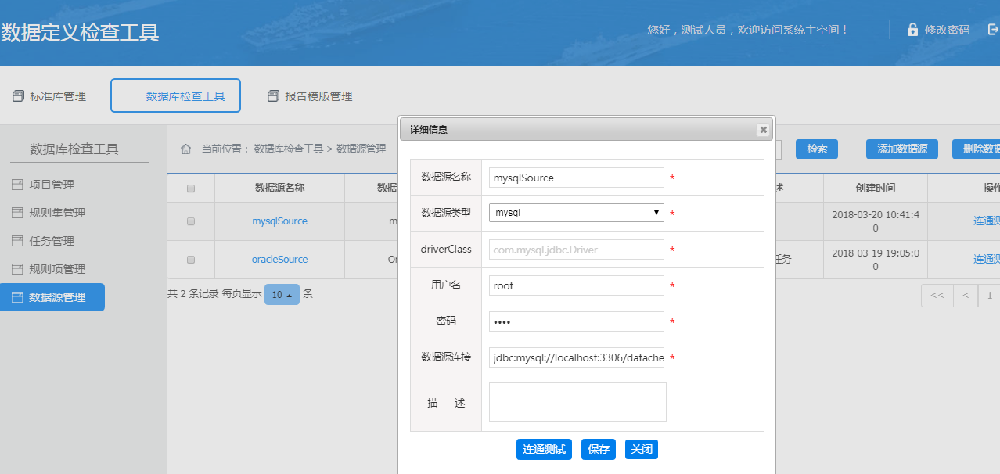 数据定义检查工具
您好，测试人员，欢迎访问系统主空间！
修改密码
标准库管理
数据库检查工具
报告模版管理
数据库检查工具
项目管理
规则集管理
任务管理
规则项管理
数据源管理
当前位置： 数据库检查工具 > 数据源管理
检索
添加数据源
删除数据
数据源名称
数据
述
创建时间
操作
mysqlSource
m
2018-03-20 10:41:4
0
连通测
oracleSource
Or
任务
2018-03-19 19:05:0
0
连通测
共 2 条记录 每页显示 10 条
<<
<
1
详细信息
数据源名称
mysqlSource
*
数据源类型
mysql
*
driverClass
com.mysql.jdbc.Driver
*
用户名
root
*
密码
••••
*
数据源连接
jdbc:mysql://localhost:3306/datache
*
描 述
连通测试
保存
关闭